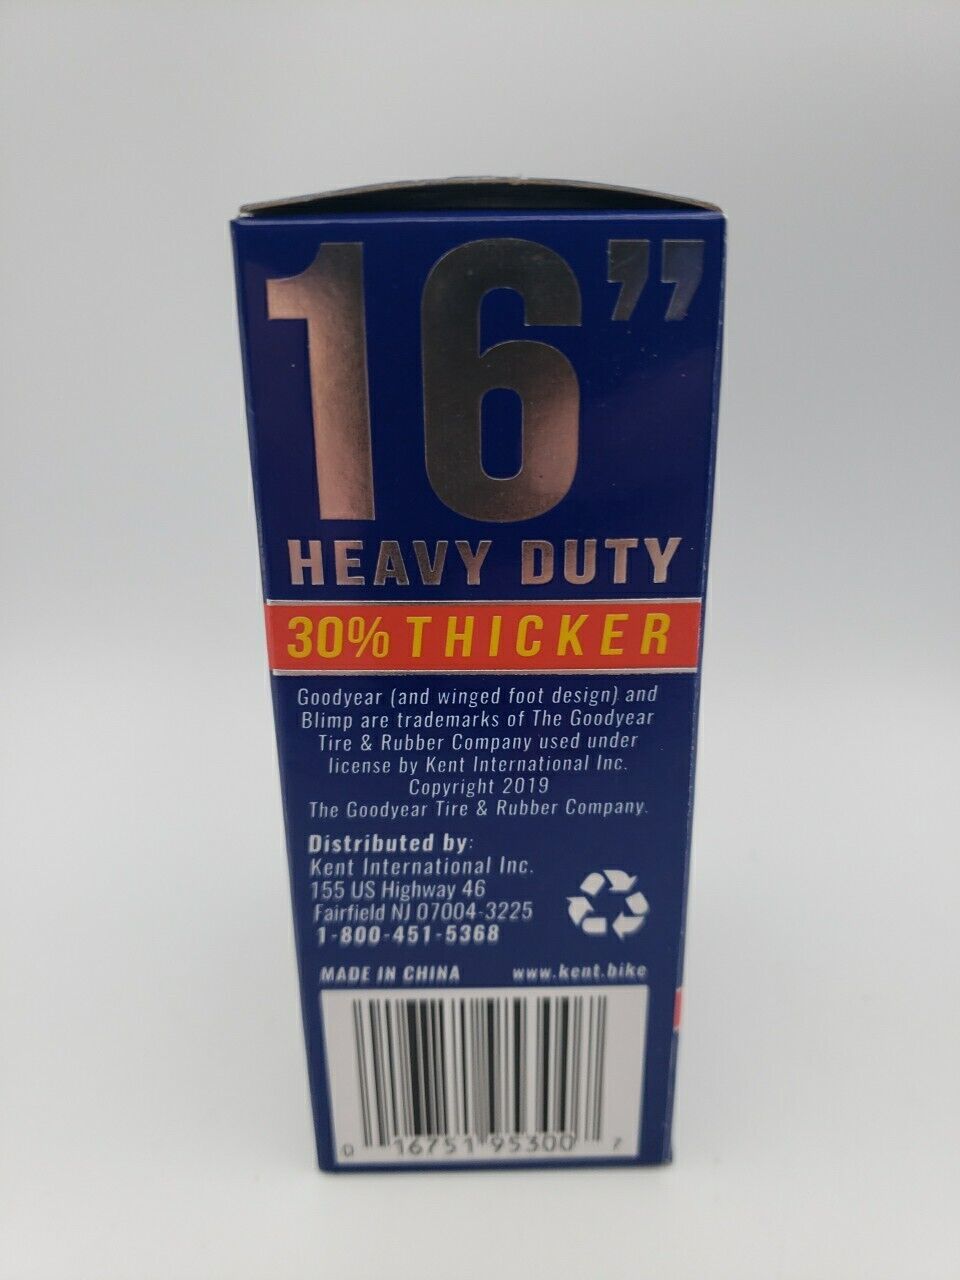 16”
HEAVY DUTY
30% THICKER
Goodyear (and winged foot design) and
Blimp are trademarks of The Goodyear
Tire & Rubber Company used under
license by Kent International Inc.
Copyright 2019
The Goodyear Tire & Rubber Company.
Distributed by:
Kent International Inc.
155 US Highway 46
Fairfield NJ 07004-3225
1-800-451-5368
MADE IN CHINA www.kent.bike
0 16751 95300 7